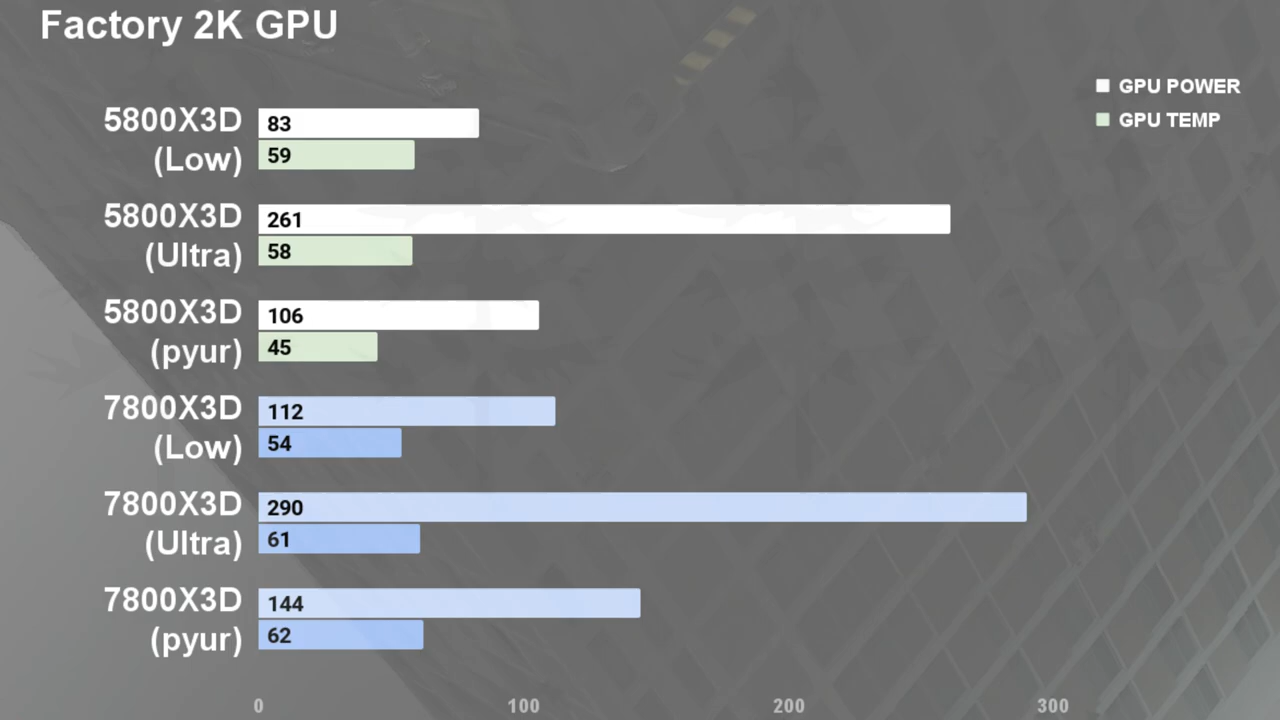 Factory 2K GPU
GPU POWER
GPU TEMP
5800X3D
(Low)
83
59
5800X3D
(Ultra)
261
58
5800X3D
(pyur)
106
45
7800X3D
(Low)
112
54
7800X3D
(Ultra)
290
61
7800X3D
(pyur)
144
62
0 100 200 300